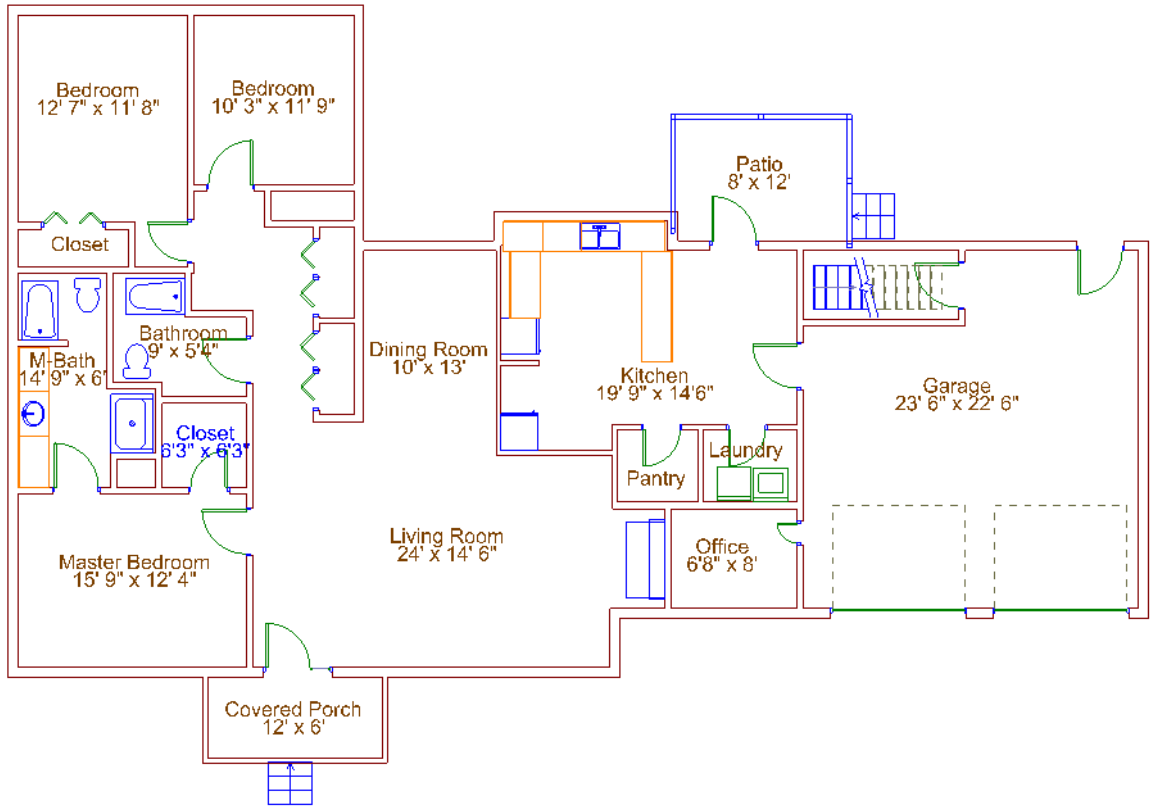 Bedroom
12' 7" x 11' 8"
Bedroom
10' 3" x 11' 9"
Patio
8' x 12'
Closet
Bathroom
9' x 5'4"
M-Bath
14' 9" x 6'
Dining Room
10' x 13'
Kitchen
19' 9" x 14'6"
Garage
23' 6" x 22' 6"
Closet
6'3" x 6'3"
Laundry
Pantry
Living Room
24' x 14' 6"
Office
6'8" x 8'
Master Bedroom
15' 9" x 12' 4"
Covered Porch
12' x 6'